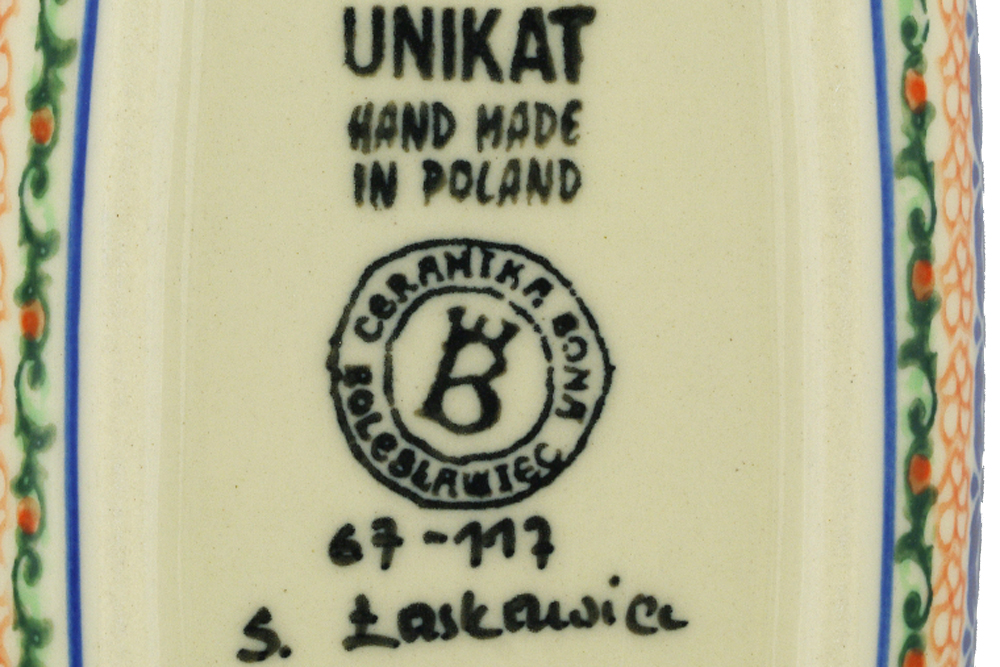 UNIKAT
HAND MADE
IN POLAND
CERAMIKA BONA
B
BOLESŁAWIEC
67-117
S. Łaskawiec